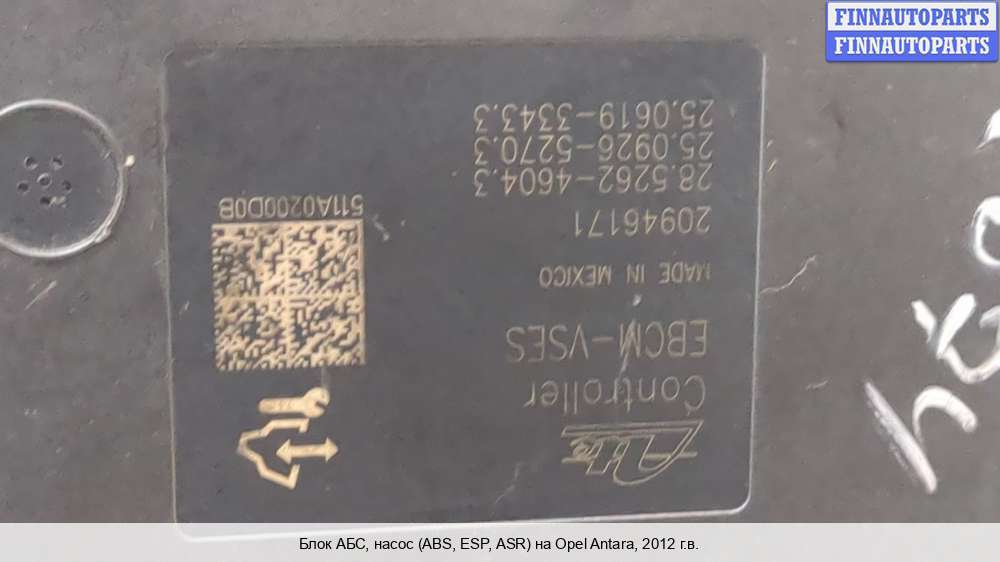 FINNAUTOPARTS
FINNAUTOPARTS
Controller
EBCM-VSES
MADE IN MEXICO
20946171
28.5262-4604.3
25.0926-5270.3
25.0619-3343.3
511A0200D0B
Блок АБС, насос (ABS, ESP, ASR) на Opel Antara, 2012 г.в.